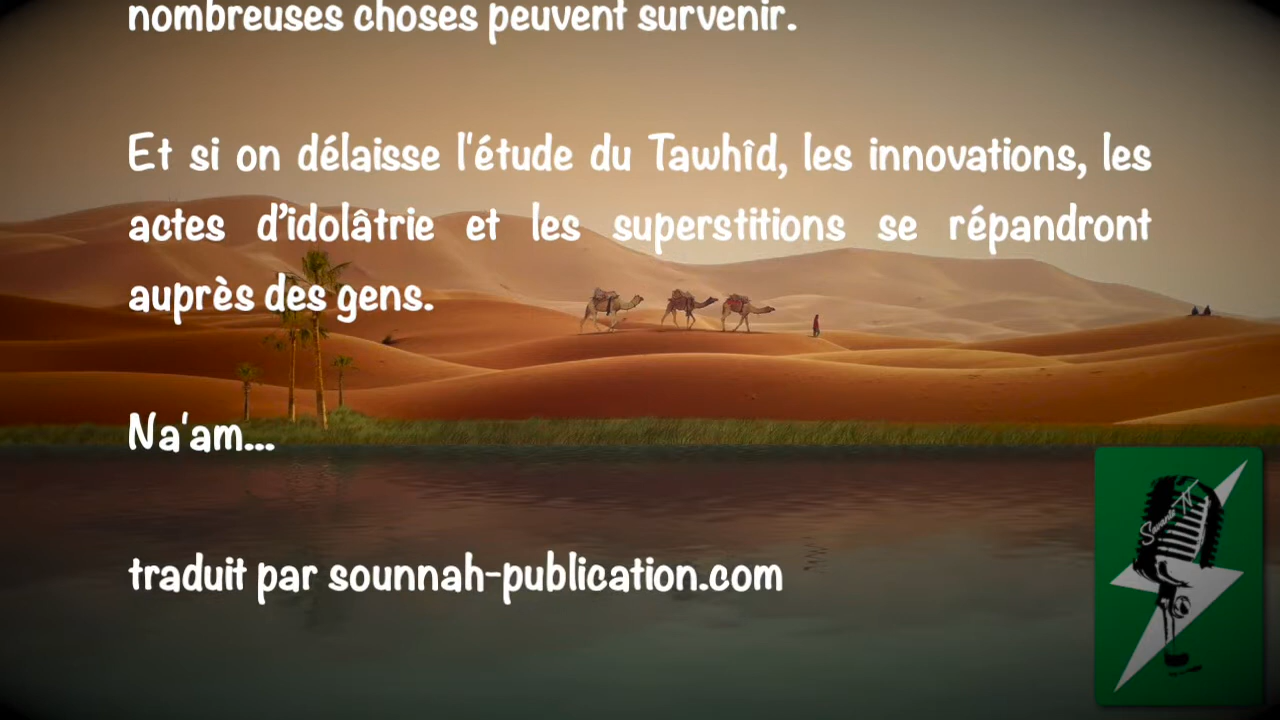 nombreuses choses peuvent survenir.
Et si on délaisse l'étude du Tawhîd, les innovations, les
actes d’idolâtrie et les superstitions se répandront
auprès des gens.
Na'am...
traduit par sounnah-publication.com